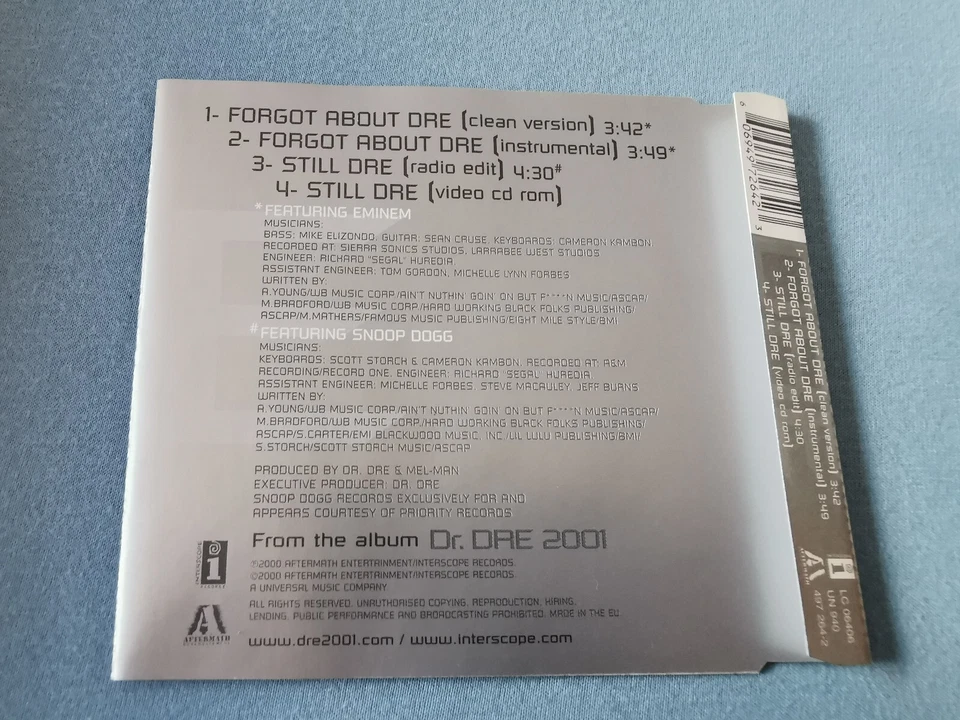 1- FORGOT ABOUT DRE (clean version) 3:42*
2- FORGOT ABOUT DRE (instrumental) 3:49*
3- STILL DRE (radio edit) 4:30#
4- STILL DRE (video cd rom)
*FEATURING EMINEM
MUSICIANS:
BASS: MIKE ELIZONDO, GUITAR: SEAN CRUSE, KEYBOARDS: CAMERON KAMBON,
RECORDED AT: SIERRA SONICS STUDIOS, LARRABEE WEST STUDIOS
ENGINEER: RICHARD "SEGAL" HUREDIA,
ASSISTANT ENGINEER: TOM GORDON, MICHELLE LYNN FORBES
WRITTEN BY:
A.YOUNG/WB MUSIC CORP/AIN'T NUTHIN' GOIN' ON BUT F****N MUSIC/ASCAP/
M.BRADFORD/WB MUSIC CORP/HARD WORKING BLACK FOLKS PUBLISHING/
ASCAP/M.MATHERS/FAMOUS MUSIC PUBLISHING/EIGHT MILE STYLE/BMI
#FEATURING SNOOP DOGG
MUSICIANS:
KEYBOARDS: SCOTT STORCH & CAMERON KAMBON, RECORDED AT: A&M
RECORDING/RECORD ONE, ENGINEER: RICHARD "SEGAL" HUREDIA
ASSISTANT ENGINEER: MICHELLE FORBES, STEVE MACAULEY, JEFF BURNS
WRITTEN BY:
A.YOUNG/WB MUSIC CORP/AIN'T NUTHIN' GOIN' ON BUT F****N MUSIC/ASCAP/
M.BRADFORD/WB MUSIC CORP/HARD WORKING BLACK FOLKS PUBLISHING/
ASCAP/S.CARTER/EMI BLACKWOOD MUSIC, INC./LIL LULU PUBLISHING/BMI/
S.STORCH/SCOTT STORCH MUSIC/ASCAP
PRODUCED BY DR. DRE & MEL-MAN
EXECUTIVE PRODUCER: DR. DRE
SNOOP DOGG RECORDS EXCLUSIVELY FOR AND
APPEARS COURTESY OF PRIORITY RECORDS
From the album Dr. DRE 2001
℗2000 AFTERMATH ENTERTAINMENT/INTERSCOPE RECORDS.
©2000 AFTERMATH ENTERTAINMENT/INTERSCOPE RECORDS.
A UNIVERSAL MUSIC COMPANY
ALL RIGHTS RESERVED. UNAUTHORISED COPYING, REPRODUCTION, HIRING,
LENDING, PUBLIC PERFORMANCE AND BROADCASTING PROHIBITED. MADE IN THE EU.
www.dre2001.com / www.interscope.com
INTERSCOPE
RECORDS
AFTERMATH
6 06949 72642 3
1- FORGOT ABOUT DRE (clean version) 3:42
2- FORGOT ABOUT DRE (instrumental) 3:49
3- STILL DRE (radio edit) 4:30
4- STILL DRE (video cd rom)
AFTERMATH
LC 06406
UN 940
497 264-2